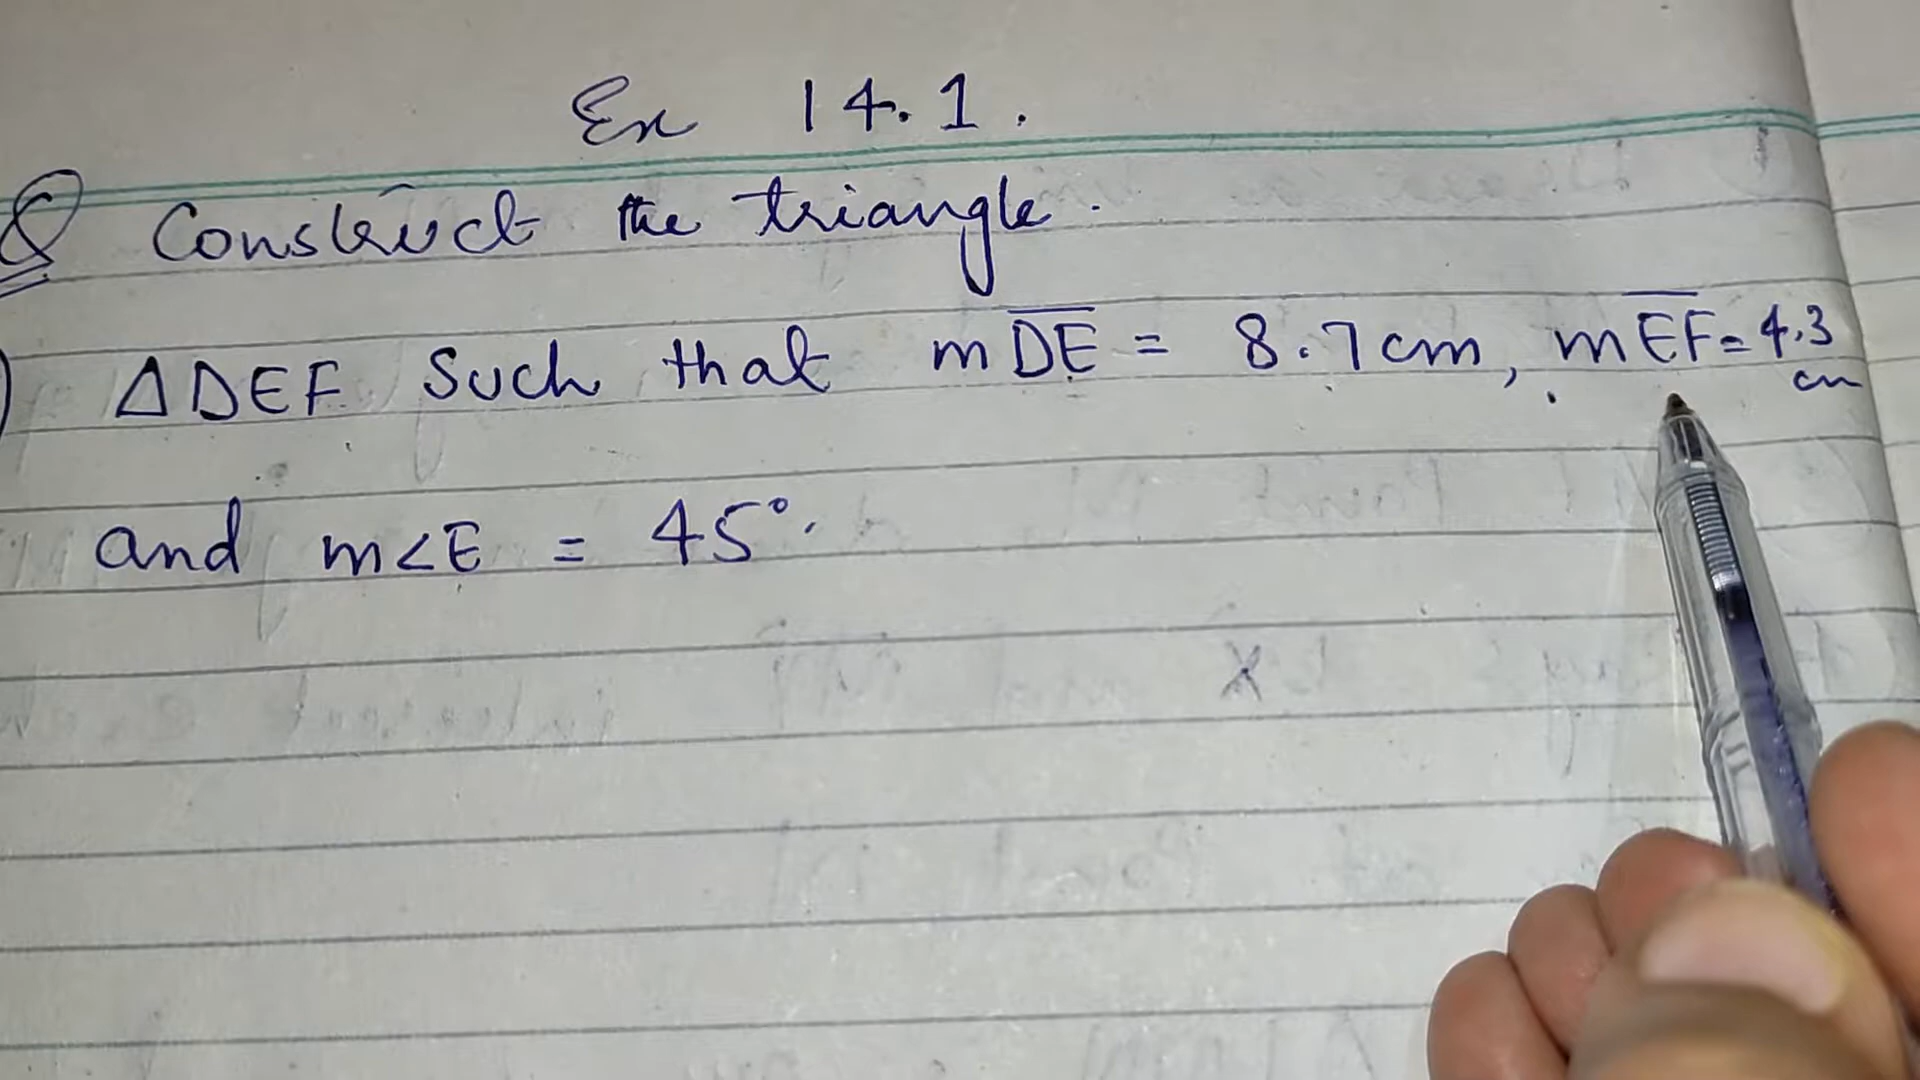 Ex 14.1.
Q Construct the triangle.
) ΔDEF Such that mDE = 8.7cm, mEF = 4.3 cm
and m<E = 45°.